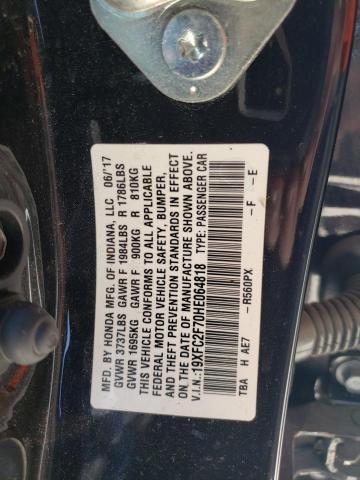 MFD. BY HONDA MFG. OF INDIANA, LLC 06/17
GVWR 3737LBS GAWR F 1984LBS R 1786LBS
GVWR 1695KG GAWR F 900KG R 810KG
THIS VEHICLE CONFORMS TO ALL APPLICABLE
FEDERAL MOTOR VEHICLE SAFETY, BUMPER,
AND THEFT PREVENTION STANDARDS IN EFFECT
ON THE DATE OF MANUFACTURE SHOWN ABOVE.
V.I.N.:19XFC2F70HE064818 TYPE: PASSENGER CAR
TBA H AE7 -R560PX -F -E